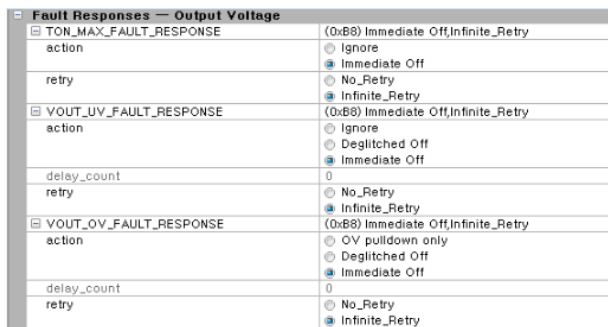 Fault Responses — Output Voltage
TON_MAX_FAULT_RESPONSE (0xB8) Immediate Off,Infinite_Retry
action Ignore
Immediate Off
retry No_Retry
Infinite_Retry
VOUT_UV_FAULT_RESPONSE (0xB8) Immediate Off,Infinite_Retry
action Ignore
Deglitched Off
Immediate Off
delay_count 0
retry No_Retry
Infinite_Retry
VOUT_OV_FAULT_RESPONSE (0xB8) Immediate Off,Infinite_Retry
action OV pulldown only
Deglitched Off
Immediate Off
delay_count 0
retry No_Retry
Infinite_Retry